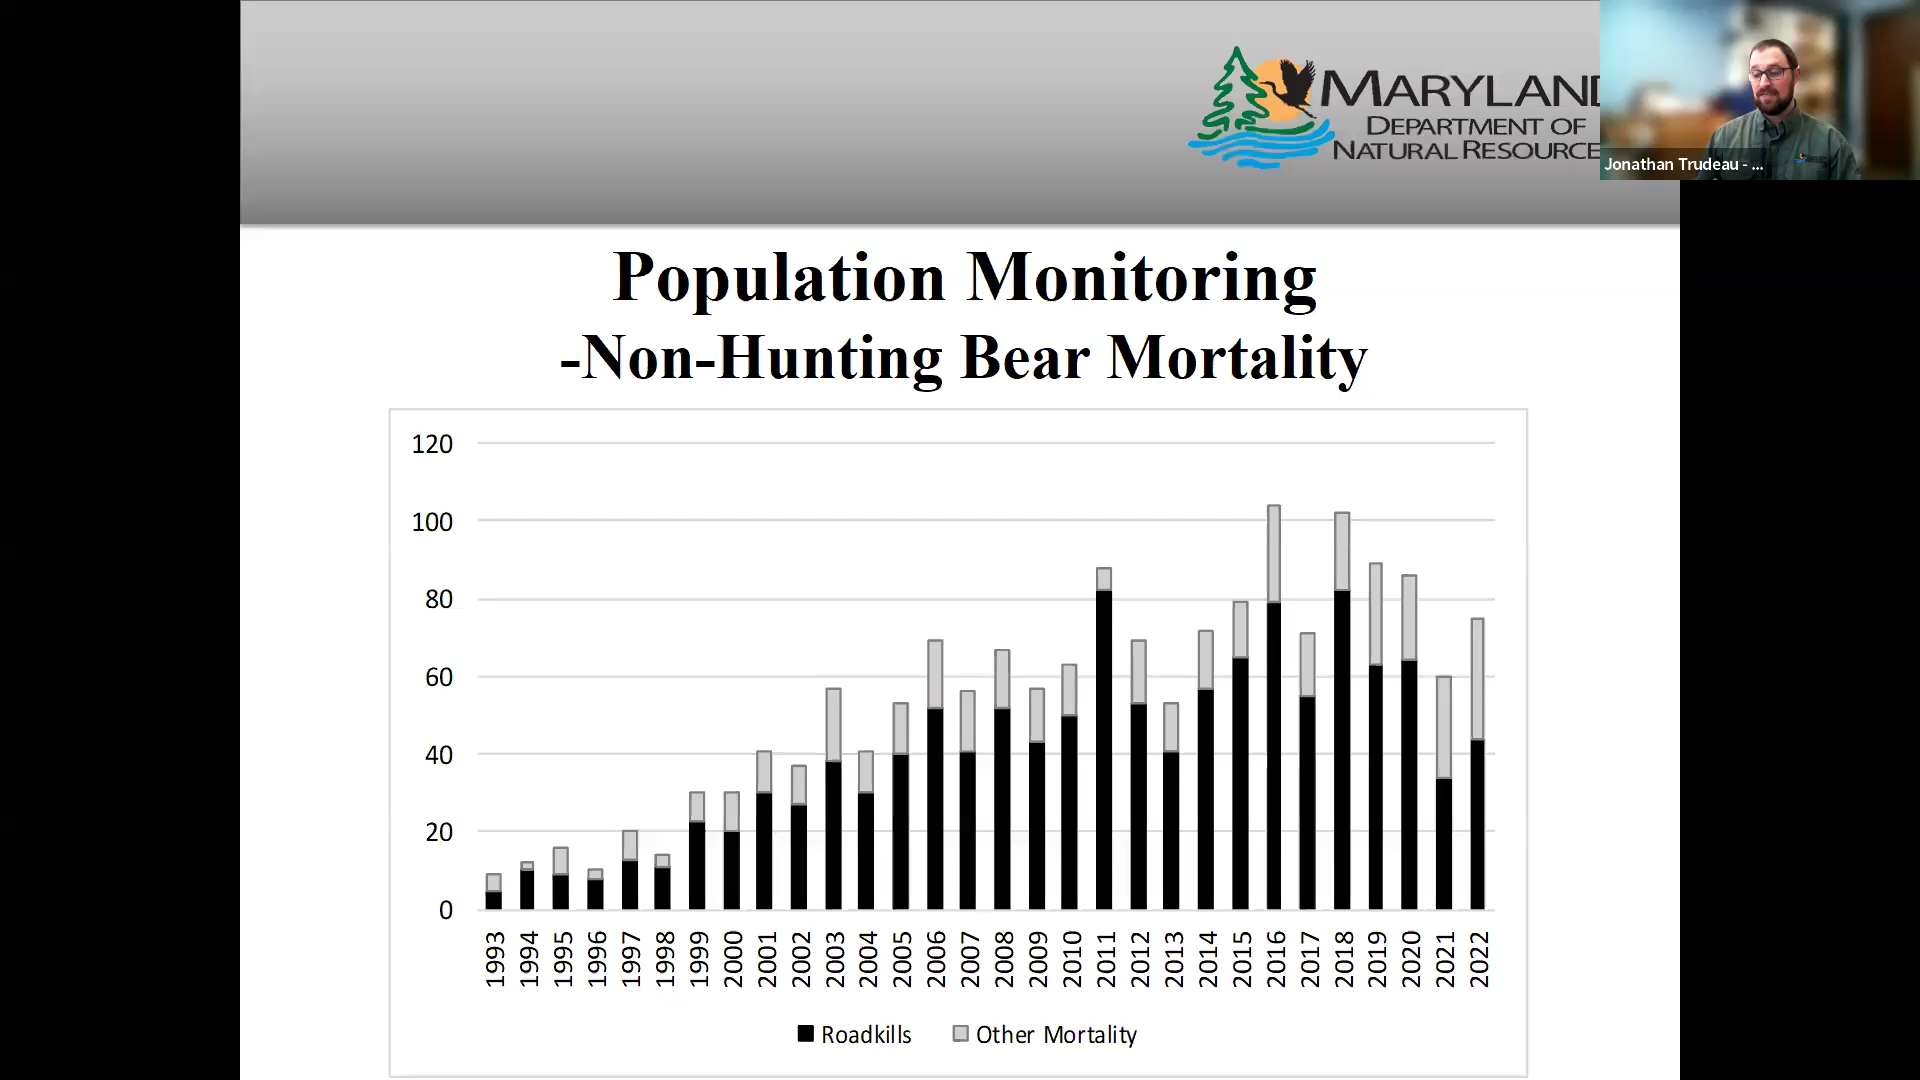 MARYLAND
DEPARTMENT OF
NATURAL RESOURCE
Jonathan Trudeau - ...
Population Monitoring
-Non-Hunting Bear Mortality
120
100
80
60
40
20
0
1993 1994 1995 1996 1997 1998 1999 2000 2001 2002 2003 2004 2005 2006 2007 2008 2009 2010 2011 2012 2013 2014 2015 2016 2017 2018 2019 2020 2021 2022
Roadkills Other Mortality